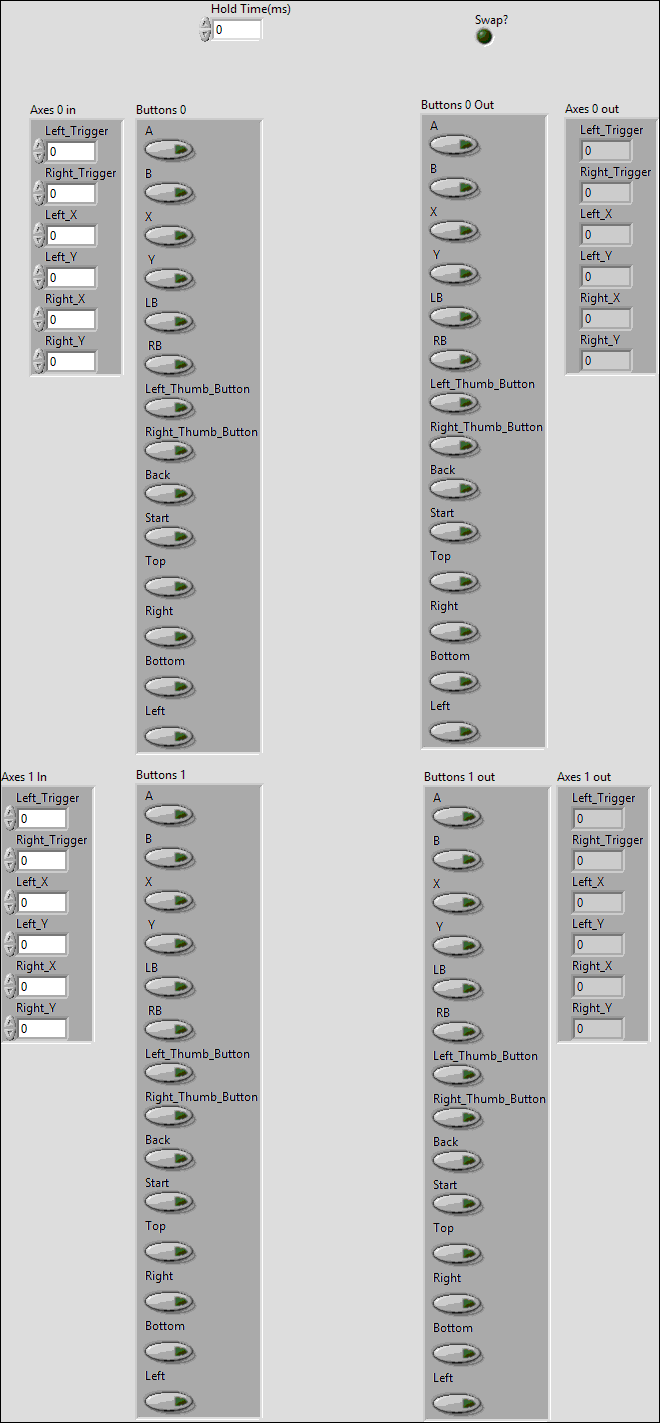 Hold Time(ms)
0
Swap?
Axes 0 in
Left_Trigger
0
Right_Trigger
0
Left_X
0
Left_Y
0
Right_X
0
Right_Y
0
Buttons 0
A
B
X
Y
LB
RB
Left_Thumb_Button
Right_Thumb_Button
Back
Start
Top
Right
Bottom
Left
Buttons 0 Out
A
B
X
Y
LB
RB
Left_Thumb_Button
Right_Thumb_Button
Back
Start
Top
Right
Bottom
Left
Axes 0 out
Left_Trigger
0
Right_Trigger
0
Left_X
0
Left_Y
0
Right_X
0
Right_Y
0
Axes 1 In
Left_Trigger
0
Right_Trigger
0
Left_X
0
Left_Y
0
Right_X
0
Right_Y
0
Buttons 1
A
B
X
Y
LB
RB
Left_Thumb_Button
Right_Thumb_Button
Back
Start
Top
Right
Bottom
Left
Buttons 1 out
A
B
X
Y
LB
RB
Left_Thumb_Button
Right_Thumb_Button
Back
Start
Top
Right
Bottom
Left
Axes 1 out
Left_Trigger
0
Right_Trigger
0
Left_X
0
Left_Y
0
Right_X
0
Right_Y
0